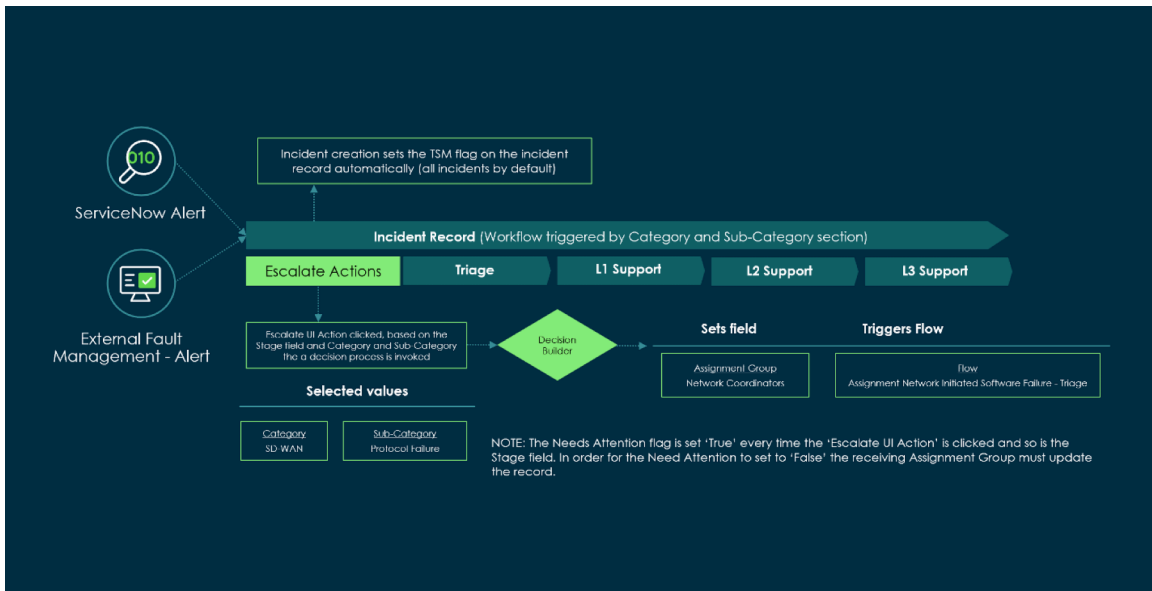 010
ServiceNow Alert
External Fault
Management - Alert
Incident creation sets the TSM flag on the incident
record automatically (all incidents by default)
Incident Record (Workflow triggered by Category and Sub-Category section)
Escalate Actions
Triage
L1 Support
L2 Support
L3 Support
Escalate UI Action clicked, based on the
Stage field and Category and Sub-Category
the a decision process is invoked
Decision
Builder
Sets field
Triggers Flow
Assignment Group
Network Coordinators
Flow
Assignment Network Initiated Software Failure - Triage
Selected values
Category
SD-WAN
Sub-Category
Protocol Failure
NOTE: The Needs Attention flag is set 'True' every time the 'Escalate UI Action' is clicked and so is the
Stage field. In order for the Need Attention to set to 'False' the receiving Assignment Group must update
the record.